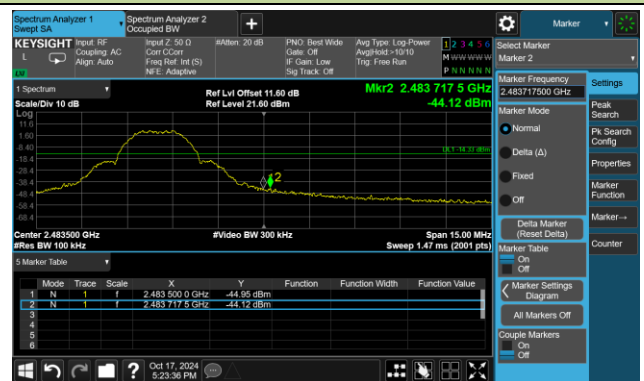 Spectrum Analyzer 1
Swept SA
Spectrum Analyzer 2
Occupied BW
Marker
KEYSIGHT
L
Input: RF
Coupling: AC
Align: Auto
Input Z: 50 Ω
Corr CCorr
Freq Ref: Int (S)
NFE: Adaptive
#Atten: 20 dB
PNO: Best Wide
Gate: Off
IF Gain: Low
Sig Track: Off
Avg Type: Log-Power
Avg|Hold:>10/10
Trig: Free Run
1 2 3 4 5 6
M W W W W W
P N N N N N
Select Marker
Marker 2
1 Spectrum
Scale/Div 10 dB
Log
Ref Lvl Offset 11.60 dB
Ref Level 21.60 dBm
Mkr2 2.483 717 5 GHz
-44.12 dBm
11.6
1.60
-8.40
-18.4
-28.4
-38.4
-48.4
-58.4
-68.4
2
Center 2.483500 GHz
#Res BW 100 kHz
#Video BW 300 kHz
Span 15.00 MHz
Sweep 1.47 ms (2001 pts)
5 Marker Table
Mode Trace Scale X Y Function Function Width Function Value
1 N 1 f 2.483 500 0 GHz -44.95 dBm
2 N 1 f 2.483 717 5 GHz -44.12 dBm
3
4
5
6
Marker Frequency
2.483717500 GHz
Marker Mode
Normal
Delta (Δ)
Fixed
Off
Delta Marker
(Reset Delta)
Marker Table
On
Off
Marker Settings
Diagram
All Markers Off
Couple Markers
On
Off
Settings
Peak
Search
Pk Search
Config
Properties
Marker
Function
Marker→
Counter
Oct 17, 2024
5:23:36 PM